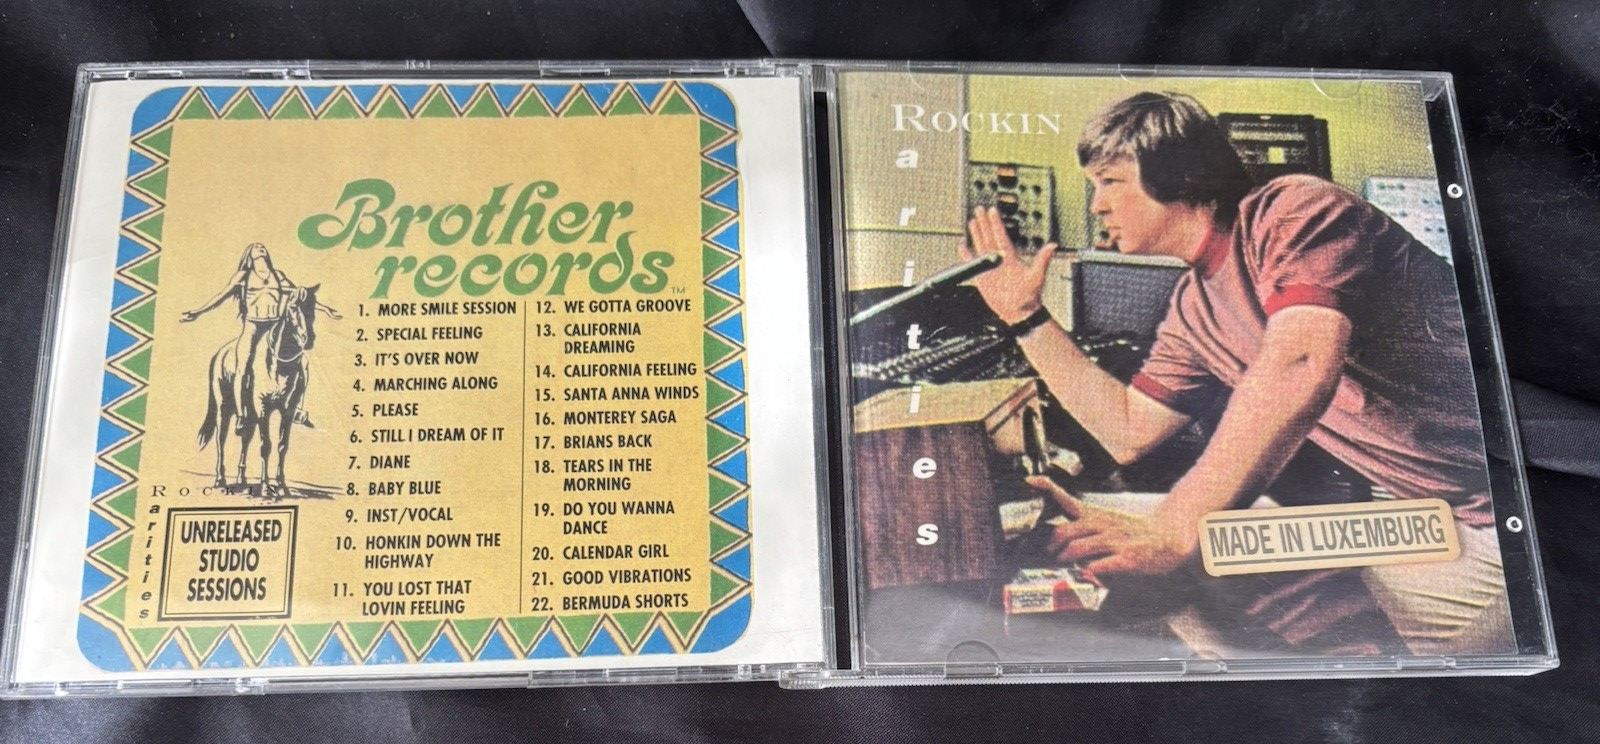 Brother
records™
1. MORE SMILE SESSION
2. SPECIAL FEELING
3. IT'S OVER NOW
4. MARCHING ALONG
5. PLEASE
6. STILL I DREAM OF IT
7. DIANE
8. BABY BLUE
9. INST/VOCAL
10. HONKIN DOWN THE
HIGHWAY
11. YOU LOST THAT
LOVIN FEELING
12. WE GOTTA GROOVE
13. CALIFORNIA
DREAMING
14. CALIFORNIA FEELING
15. SANTA ANNA WINDS
16. MONTEREY SAGA
17. BRIANS BACK
18. TEARS IN THE
MORNING
19. DO YOU WANNA
DANCE
20. CALENDAR GIRL
21. GOOD VIBRATIONS
22. BERMUDA SHORTS
ROCKIN
arities
UNRELEASED
STUDIO
SESSIONS
ROCKIN
arities
MADE IN LUXEMBURG